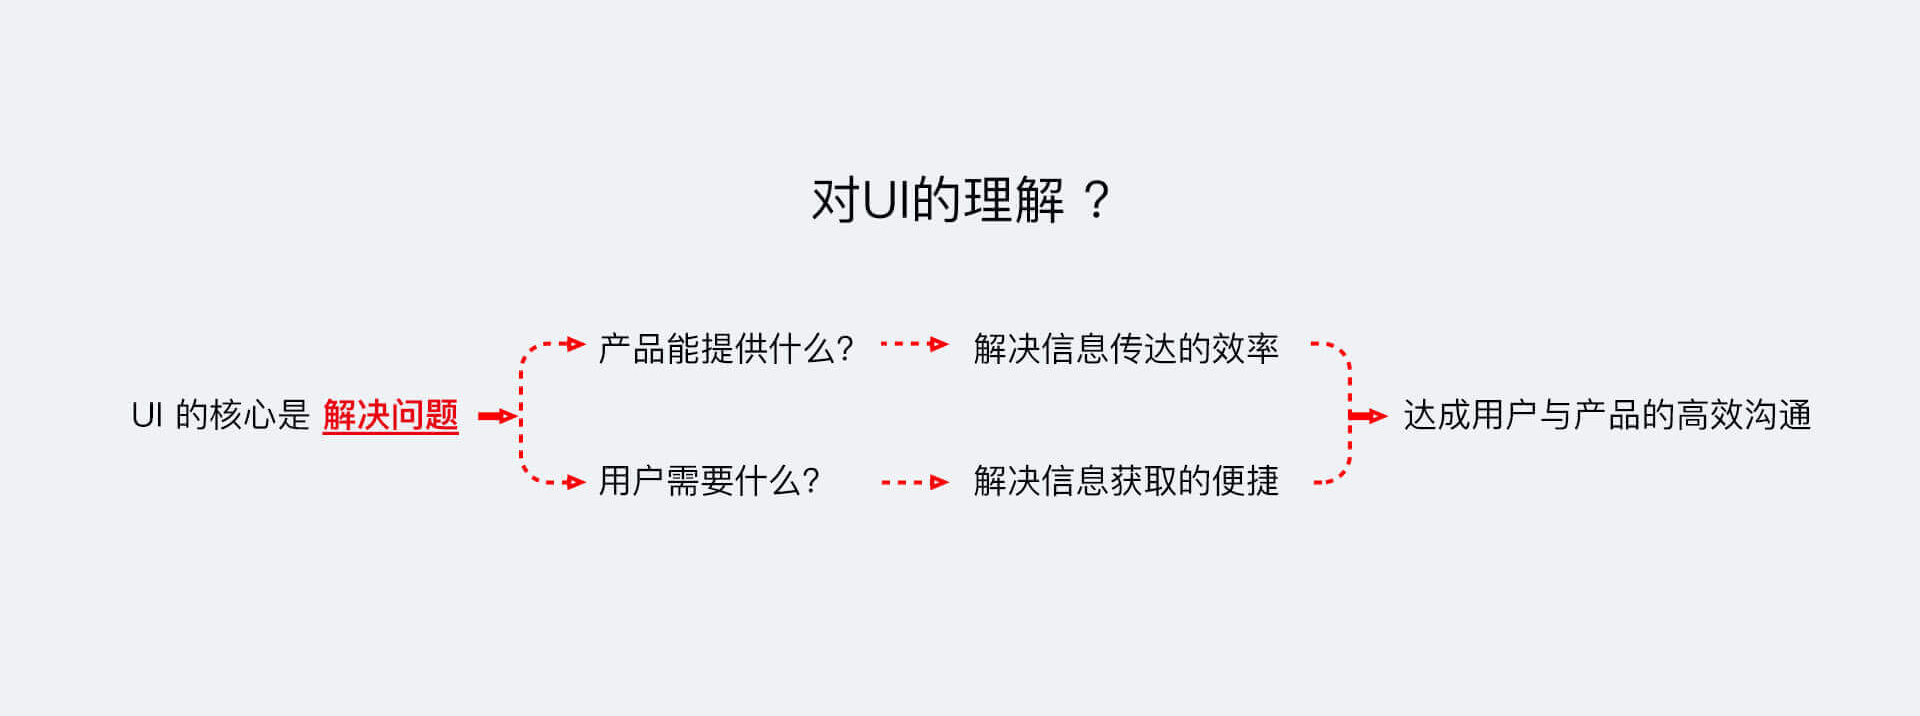 对UI的理解 ?
UI 的核心是 解决问题
产品能提供什么?
解决信息传达的效率
用户需要什么?
解决信息获取的便捷
达成用户与产品的高效沟通